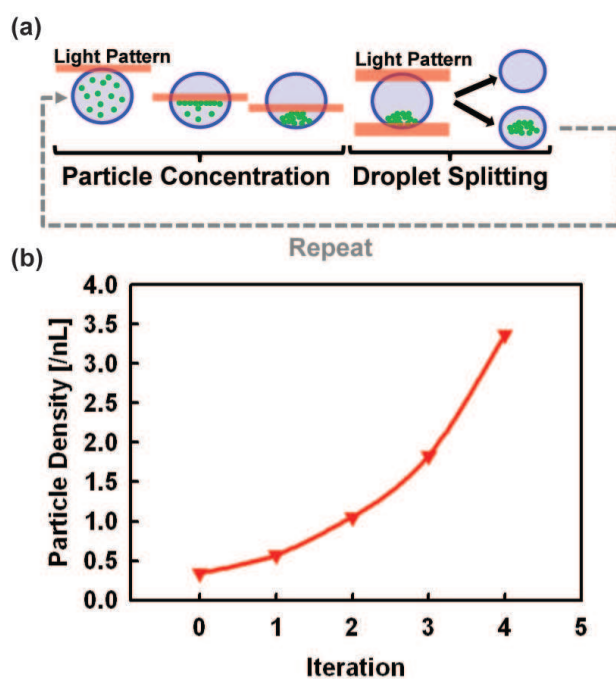 (a)
Light Pattern
Light Pattern
Particle Concentration
Droplet Splitting
Repeat
(b)
4.0
3.5
3.0
2.5
2.0
1.5
1.0
0.5
0.0
Particle Density [/nL]
0 1 2 3 4 5
Iteration